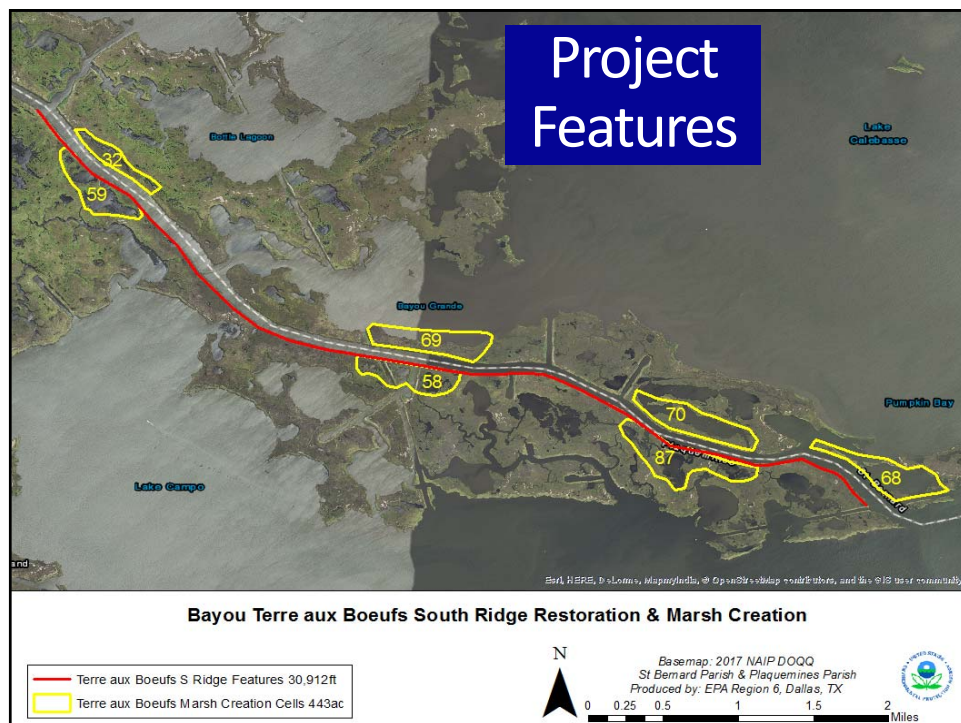 Project
Features
Lake
Calebasse
Bottle Lagoon
32
59
Bayou Grande
69
58
70
Pumpkin Bay
87
68
St Bernard
Lake Campo
and
Esri, HERE, DeLorme, MapmyIndia, © OpenStreetMap contributors, and the GIS user community
Bayou Terre aux Boeufs South Ridge Restoration & Marsh Creation
Terre aux Boeufs S Ridge Features 30,912ft
Terre aux Boeufs Marsh Creation Cells 443ac
N
Basemap: 2017 NAIP DOQQ
St Bernard Parish & Plaquemines Parish
Produced by: EPA Region 6, Dallas, TX
0 0.25 0.5 1 1.5 2
Miles